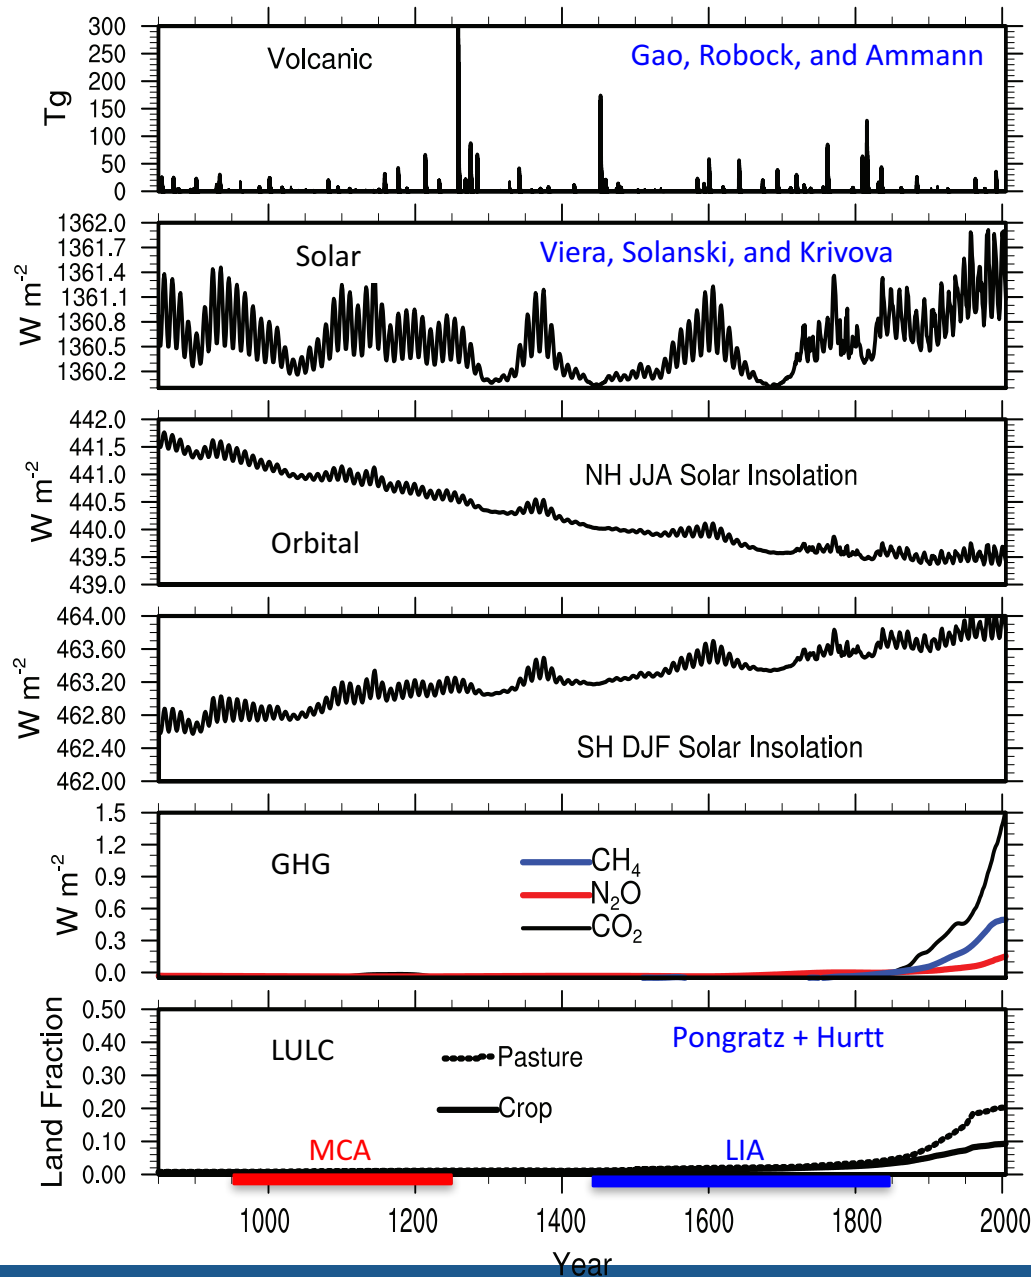 Volcanic
Gao, Robock, and Ammann
Tg
300
250
200
150
100
50
0
Solar
Viera, Solanski, and Krivova
W m-2
1362.0
1361.7
1361.4
1361.1
1360.8
1360.5
1360.2
NH JJA Solar Insolation
Orbital
W m-2
442.0
441.5
441.0
440.5
440.0
439.5
439.0
SH DJF Solar Insolation
W m-2
464.00
463.60
463.20
462.80
462.40
462.00
GHG
CH4
N2O
CO2
W m-2
1.5
1.2
0.9
0.6
0.3
0.0
LULC
Pongratz + Hurtt
Pasture
Crop
Land Fraction
0.50
0.40
0.30
0.20
0.10
0.00
MCA
LIA
1000 1200 1400 1600 1800 2000
Year